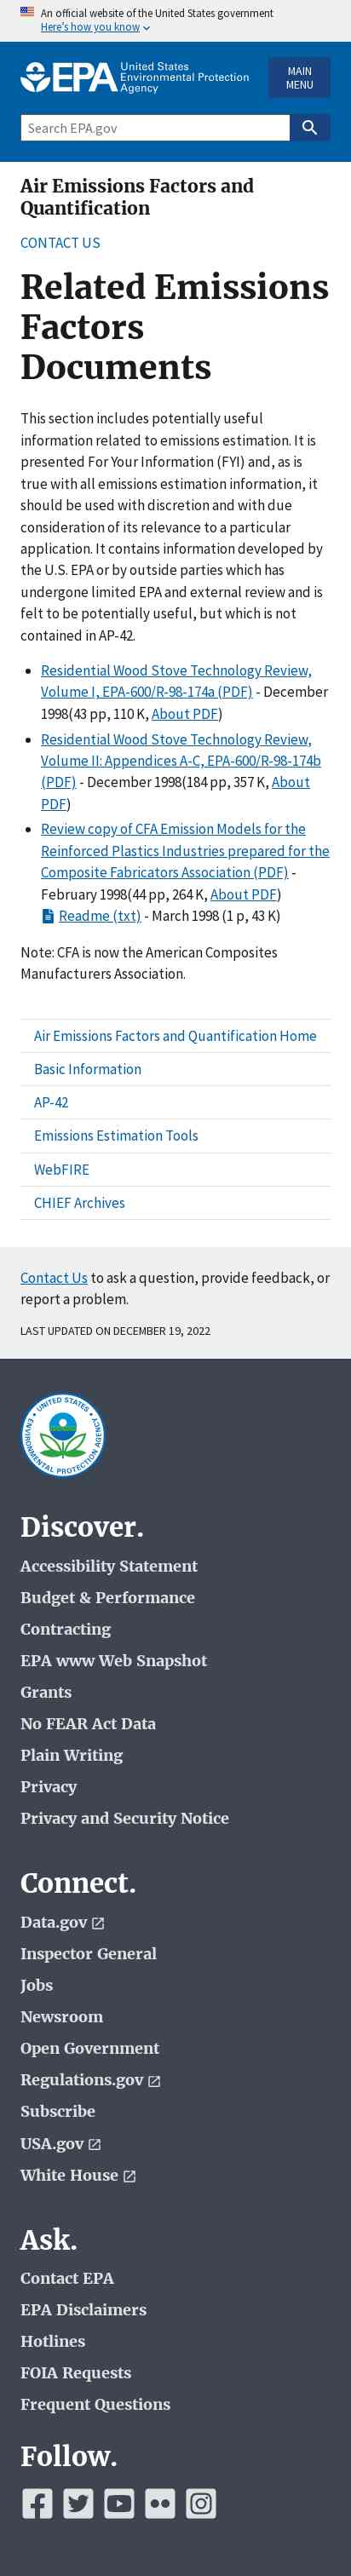 An official website of the United States government
Here's how you know
EPA United States
Environmental Protection
Agency
MAIN
MENU
Search EPA.gov
Air Emissions Factors and
Quantification
CONTACT US
Related Emissions
Factors
Documents
This section includes potentially useful
information related to emissions estimation. It is
presented For Your Information (FYI) and, as is
true with all emissions estimation information, it
should be used with discretion and with due
consideration of its relevance to a particular
application. It contains information developed by
the U.S. EPA or by outside parties which has
undergone limited EPA and external review and is
felt to be potentially useful, but which is not
contained in AP-42.
Residential Wood Stove Technology Review,
Volume I, EPA-600/R-98-174a (PDF) - December
1998(43 pp, 110 K, About PDF)
Residential Wood Stove Technology Review,
Volume II: Appendices A-C, EPA-600/R-98-174b
(PDF) - December 1998(184 pp, 357 K, About
PDF)
Review copy of CFA Emission Models for the
Reinforced Plastics Industries prepared for the
Composite Fabricators Association (PDF) -
February 1998(44 pp, 264 K, About PDF)
Readme (txt) - March 1998 (1 p, 43 K)
Note: CFA is now the American Composites
Manufacturers Association.
Air Emissions Factors and Quantification Home
Basic Information
AP-42
Emissions Estimation Tools
WebFIRE
CHIEF Archives
Contact Us to ask a question, provide feedback, or
report a problem.
LAST UPDATED ON DECEMBER 19, 2022
UNITED STATES
ENVIRONMENTAL PROTECTION AGENCY
Discover.
Accessibility Statement
Budget & Performance
Contracting
EPA www Web Snapshot
Grants
No FEAR Act Data
Plain Writing
Privacy
Privacy and Security Notice
Connect.
Data.gov
Inspector General
Jobs
Newsroom
Open Government
Regulations.gov
Subscribe
USA.gov
White House
Ask.
Contact EPA
EPA Disclaimers
Hotlines
FOIA Requests
Frequent Questions
Follow.